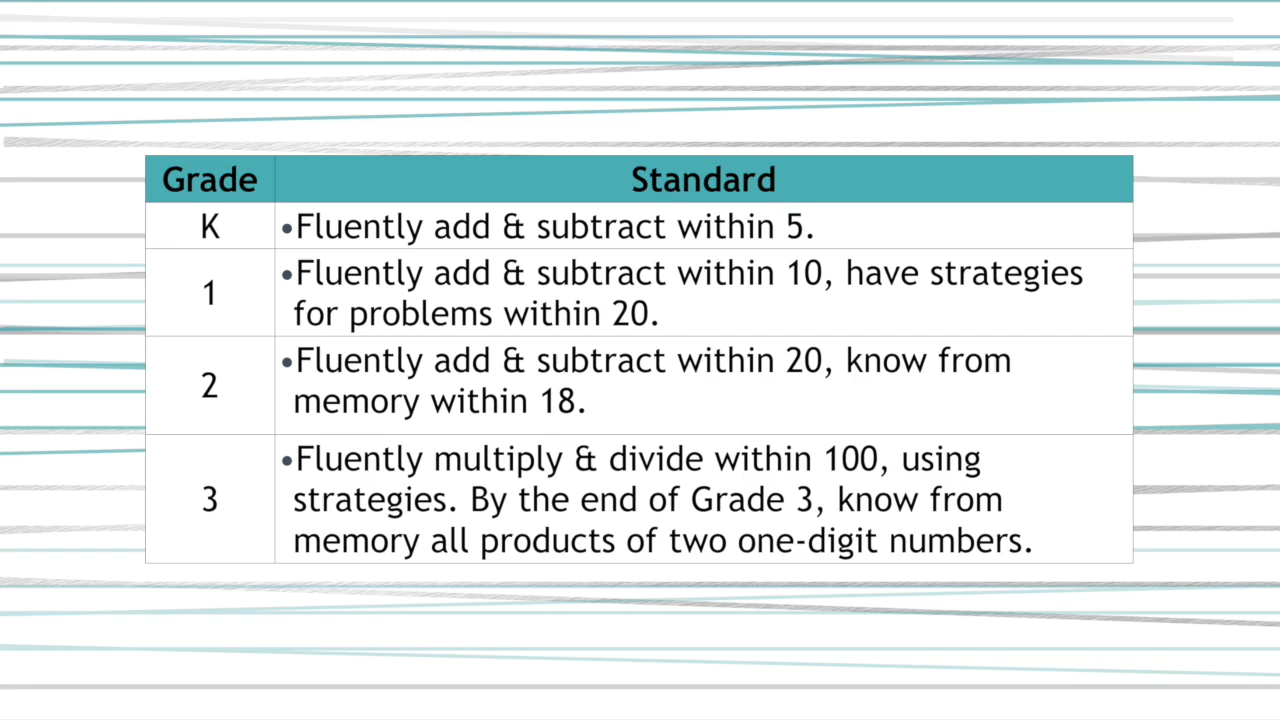 Grade Standard
K •Fluently add & subtract within 5.
1 •Fluently add & subtract within 10, have strategies
for problems within 20.
2 •Fluently add & subtract within 20, know from
memory within 18.
3 •Fluently multiply & divide within 100, using
strategies. By the end of Grade 3, know from
memory all products of two one-digit numbers.